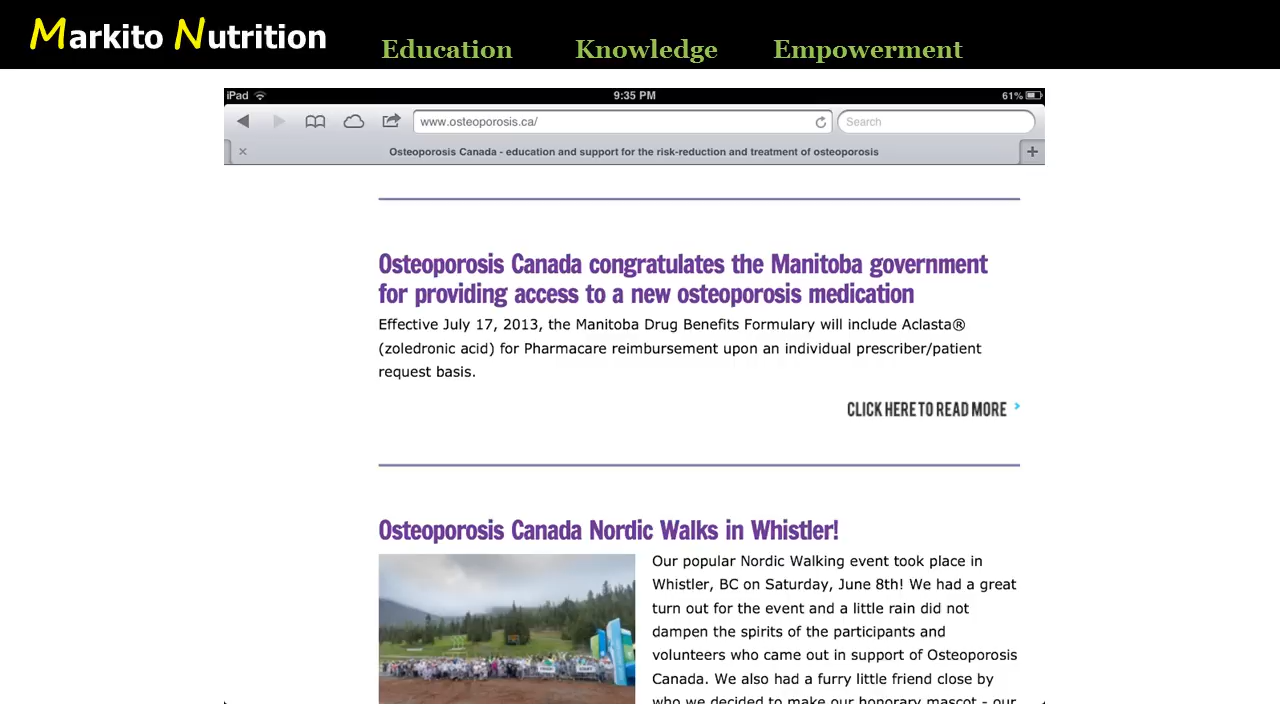 Markito Nutrition Education Knowledge Empowerment
iPad 9:35 PM 61%
www.osteoporosis.ca/ Search
Osteoporosis Canada - education and support for the risk-reduction and treatment of osteoporosis
Osteoporosis Canada congratulates the Manitoba government
for providing access to a new osteoporosis medication
Effective July 17, 2013, the Manitoba Drug Benefits Formulary will include Aclasta®
(zoledronic acid) for Pharmacare reimbursement upon an individual prescriber/patient
request basis.
CLICK HERE TO READ MORE
Osteoporosis Canada Nordic Walks in Whistler!
Our popular Nordic Walking event took place in
Whistler, BC on Saturday, June 8th! We had a great
turn out for the event and a little rain did not
dampen the spirits of the participants and
volunteers who came out in support of Osteoporosis
Canada. We also had a furry little friend close by
who we decided to make our honorary mascot - our